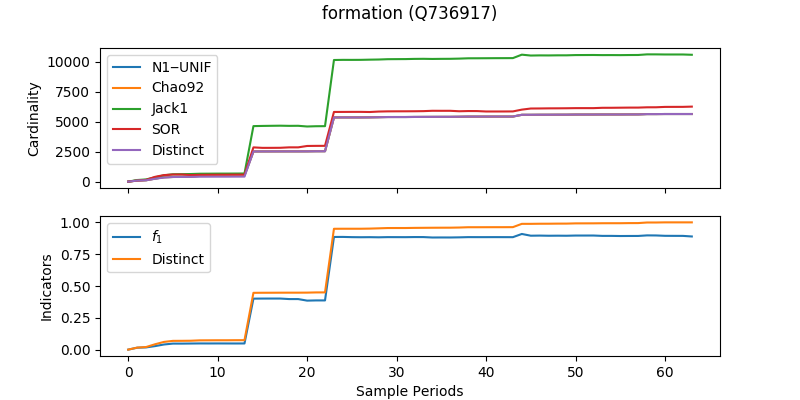 formation (Q736917)
Cardinality
10000
7500
5000
2500
0
N1‒UNIF
Chao92
Jack1
SOR
Distinct
Indicators
1.00
0.75
0.50
0.25
0.00
f1
Distinct
0 10 20 30 40 50 60
Sample Periods